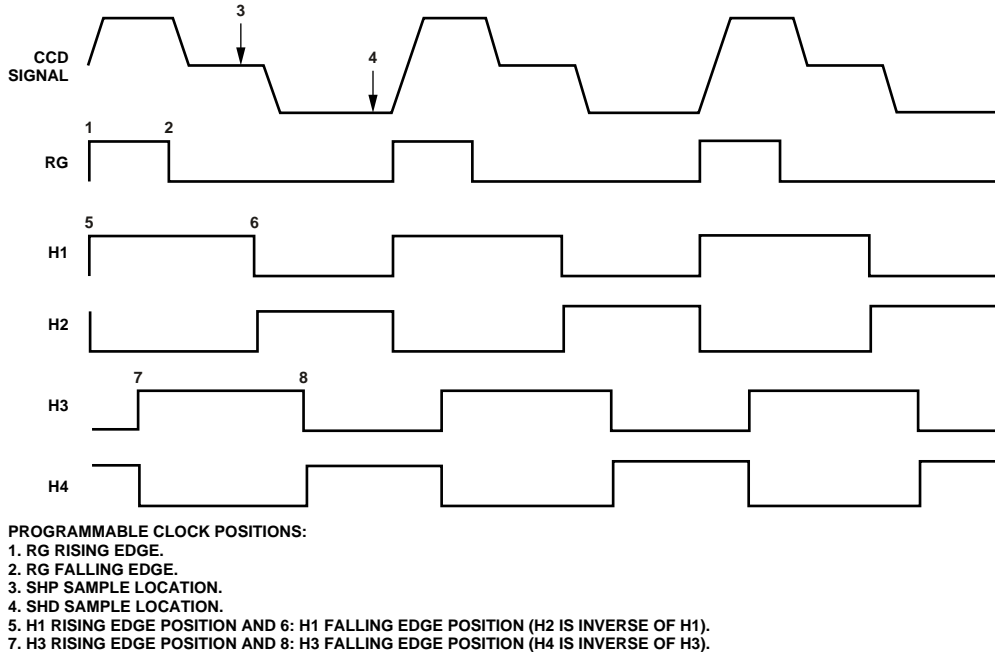 3
4
CCD
SIGNAL
1
2
RG
5
6
H1
H2
7
8
H3
H4
PROGRAMMABLE CLOCK POSITIONS:
1. RG RISING EDGE.
2. RG FALLING EDGE.
3. SHP SAMPLE LOCATION.
4. SHD SAMPLE LOCATION.
5. H1 RISING EDGE POSITION AND 6: H1 FALLING EDGE POSITION (H2 IS INVERSE OF H1).
7. H3 RISING EDGE POSITION AND 8: H3 FALLING EDGE POSITION (H4 IS INVERSE OF H3).